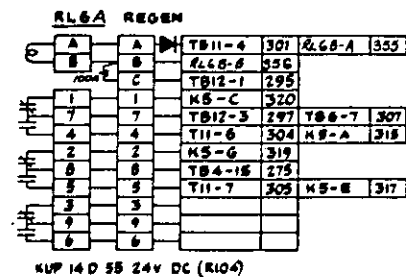 RL6A REGEN
A A TB11-4 301 RL6B-A 355
B B RL6B-B 356
100Ω C TB12-1 295
1 1 K5-C 320
7 7 TB12-3 297 TB6-7 307
4 4 T11-6 304 K5-A 315
2 2 K5-G 319
8 8 TB4-15 275
5 5 T11-7 305 K5-E 317
3 3
9 9
6 6
KUP 14D 55 24V DC (R104)